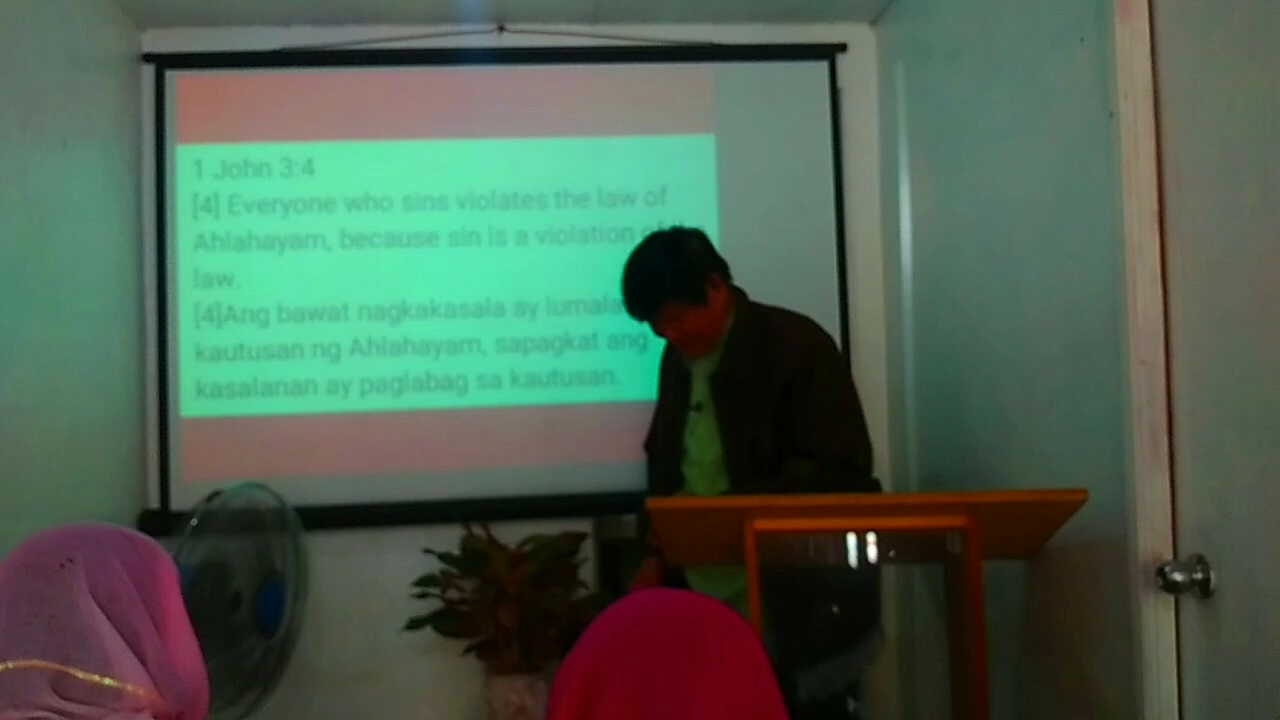 1 John 3:4
[4] Everyone who sins violates the law of
Ahlahayam, because sin is a violation
law.
[4]Ang bawat nagkakasala ay
kautusan ng Ahlahayam, sapagkat ang
kasalanan ay paglabag sa kautusan.